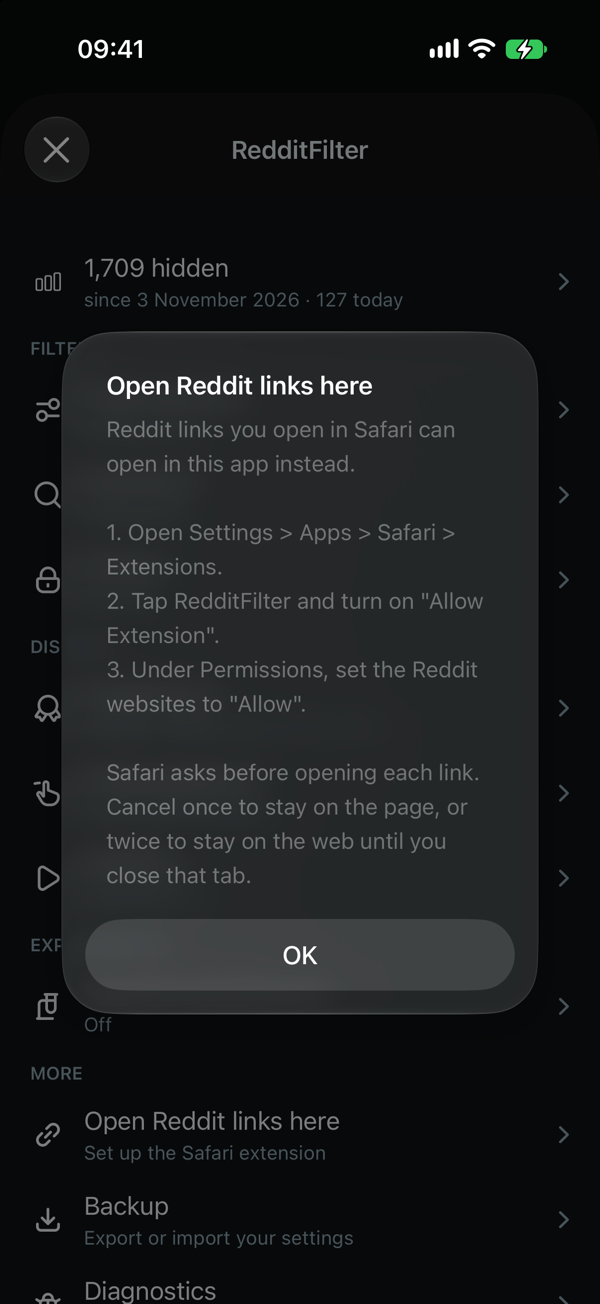 09:41
RedditFilter
1,709 hidden
since 3 November 2026 · 127 today
Open Reddit links here
Reddit links you open in Safari can
open in this app instead.
1. Open Settings > Apps > Safari >
Extensions.
2. Tap RedditFilter and turn on "Allow
Extension".
3. Under Permissions, set the Reddit
websites to "Allow".
Safari asks before opening each link.
Cancel once to stay on the page, or
twice to stay on the web until you
close that tab.
OK
Off
MORE
Open Reddit links here
Set up the Safari extension
Backup
Export or import your settings
Diagnostics